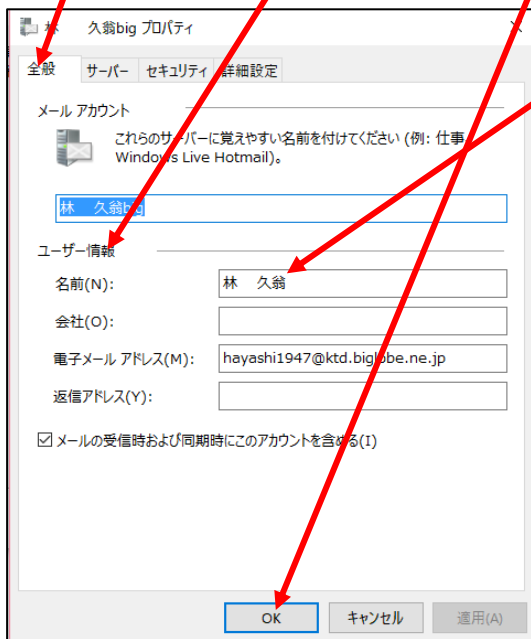 林　久翁big プロパティ
全般 サーバー セキュリティ 詳細設定
メール アカウント
これらのサーバーに覚えやすい名前を付けてください (例: 仕事
Windows Live Hotmail)。
林　久翁big
ユーザー情報
名前(N): 林　久翁
会社(O):
電子メール アドレス(M): hayashi1947@ktd.biglobe.ne.jp
返信アドレス(Y):
メールの受信時および同期時にこのアカウントを含める(I)
OK キャンセル 適用(A)